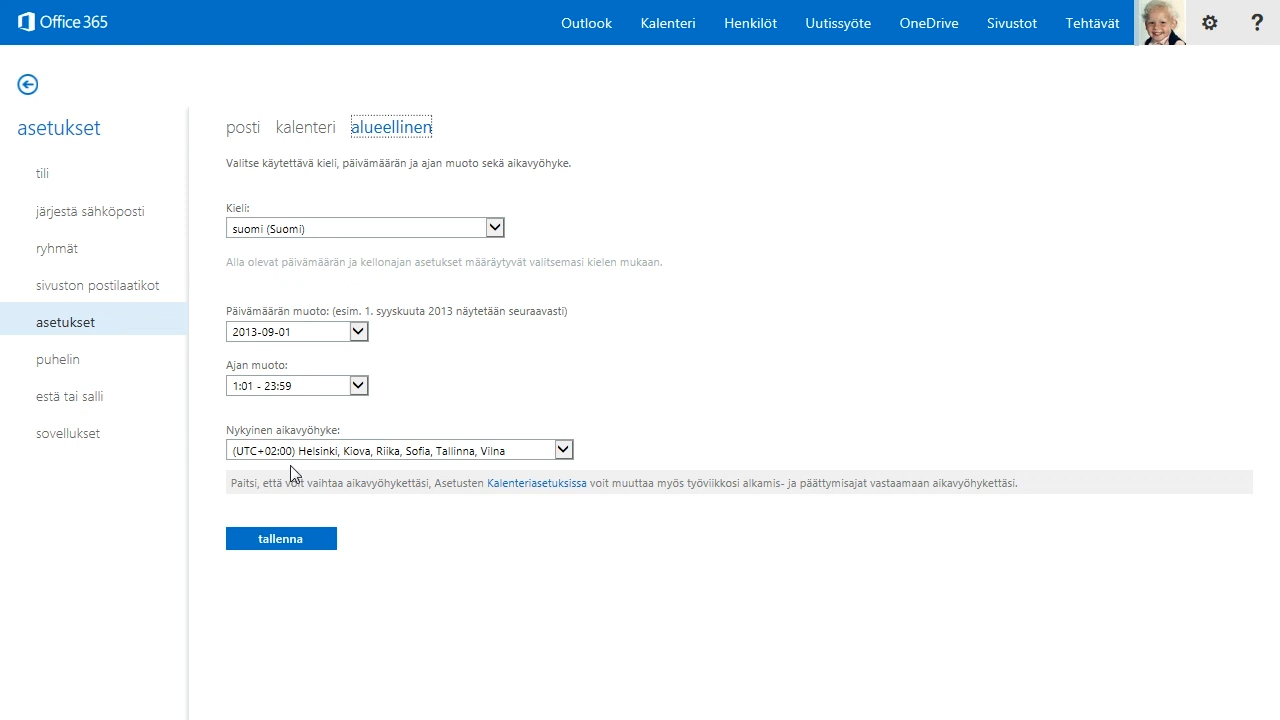 Office 365
Outlook Kalenteri Henkilöt Uutissyöte OneDrive Sivustot Tehtävät ?
asetukset
tili
järjestä sähköposti
ryhmät
sivuston postilaatikot
asetukset
puhelin
estä tai salli
sovellukset
posti kalenteri alueellinen
Valitse käytettävä kieli, päivämäärän ja ajan muoto sekä aikavyöhyke.
Kieli:
suomi (Suomi)
Alla olevat päivämäärän ja kellonajan asetukset määräytyvät valitsemasi kielen mukaan.
Päivämäärän muoto: (esim. 1. syyskuuta 2013 näytetään seuraavasti)
2013-09-01
Ajan muoto:
1:01 - 23:59
Nykyinen aikavyöhyke:
(UTC+02:00) Helsinki, Kiova, Riika, Sofia, Tallinna, Vilna
Paitsi, että voit vaihtaa aikavyöhykettäsi, Asetusten Kalenteriasetuksissa voit muuttaa myös työviikkosi alkamis- ja päättymisajat vastaamaan aikavyöhykettäsi.
tallenna